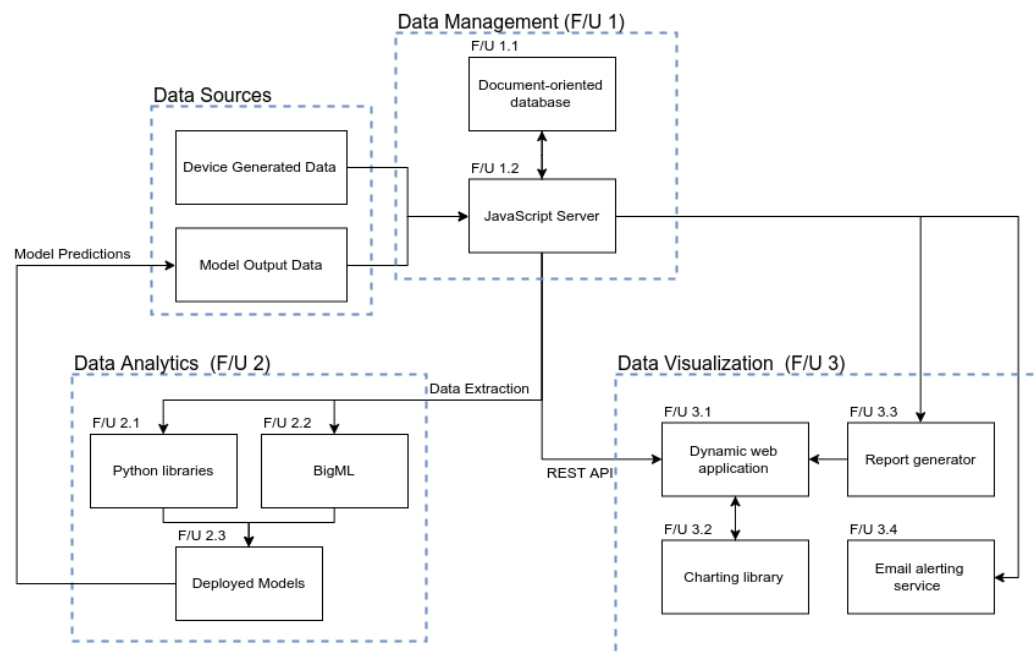 Data Management (F/U 1)
F/U 1.1
Document-oriented
database
Data Sources
Device Generated Data
F/U 1.2
JavaScript Server
Model Predictions
Model Output Data
Data Analytics (F/U 2)
Data Extraction
F/U 2.1
Python libraries
F/U 2.2
BigML
F/U 2.3
Deployed Models
Data Visualization (F/U 3)
REST API
F/U 3.1
Dynamic web
application
F/U 3.3
Report generator
F/U 3.2
Charting library
F/U 3.4
Email alerting
service